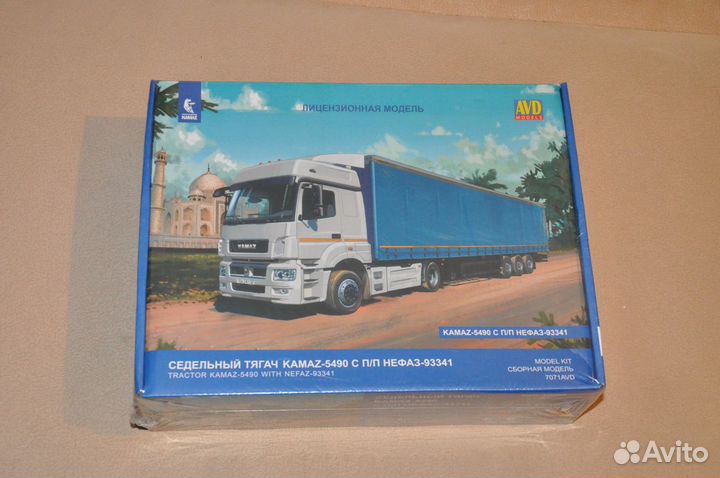 KAMAZ
ЛИЦЕНЗИОННАЯ МОДЕЛЬ
AVD
MODELS
KAMAZ
KAMAZ-5490 С П/П НЕФАЗ-93341
СЕДЕЛЬНЫЙ ТЯГАЧ KAMAZ-5490 С П/П НЕФАЗ-93341
TRACTOR KAMAZ-5490 WITH NEFAZ-93341
MODEL KIT
СБОРНАЯ МОДЕЛЬ
7071AVD
Avito